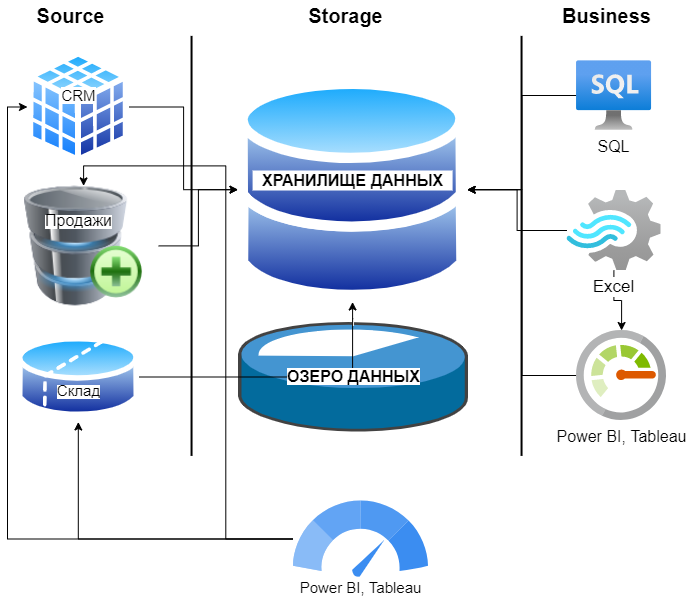 Source
Storage
Business
CRM
SQL
SQL
ХРАНИЛИЩЕ ДАННЫХ
Продажи
Excel
ОЗЕРО ДАННЫХ
Склад
Power BI, Tableau
Power BI, Tableau